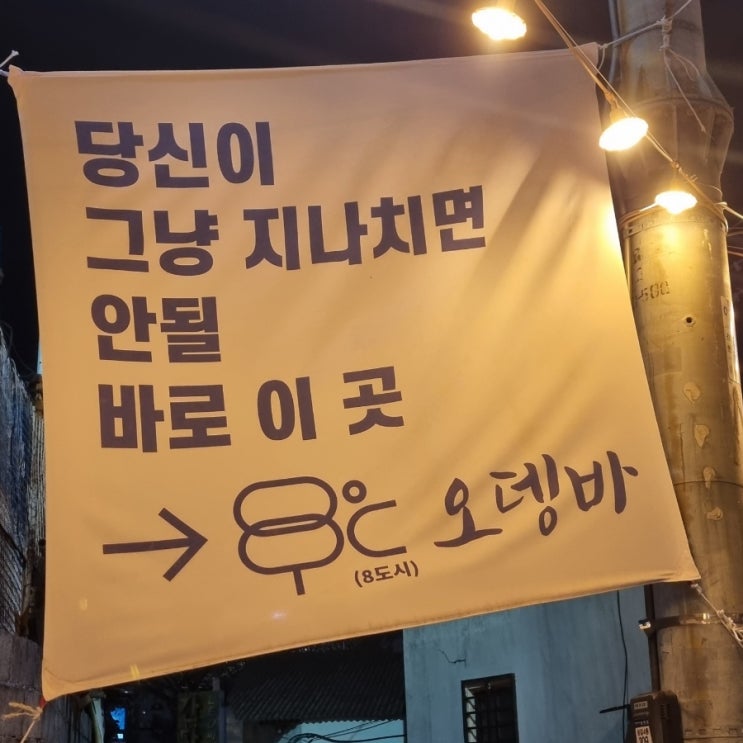 당신이
그냥 지나치면
안될
바로 이 곳
→ 8℃ 오뎅바
(8도시)